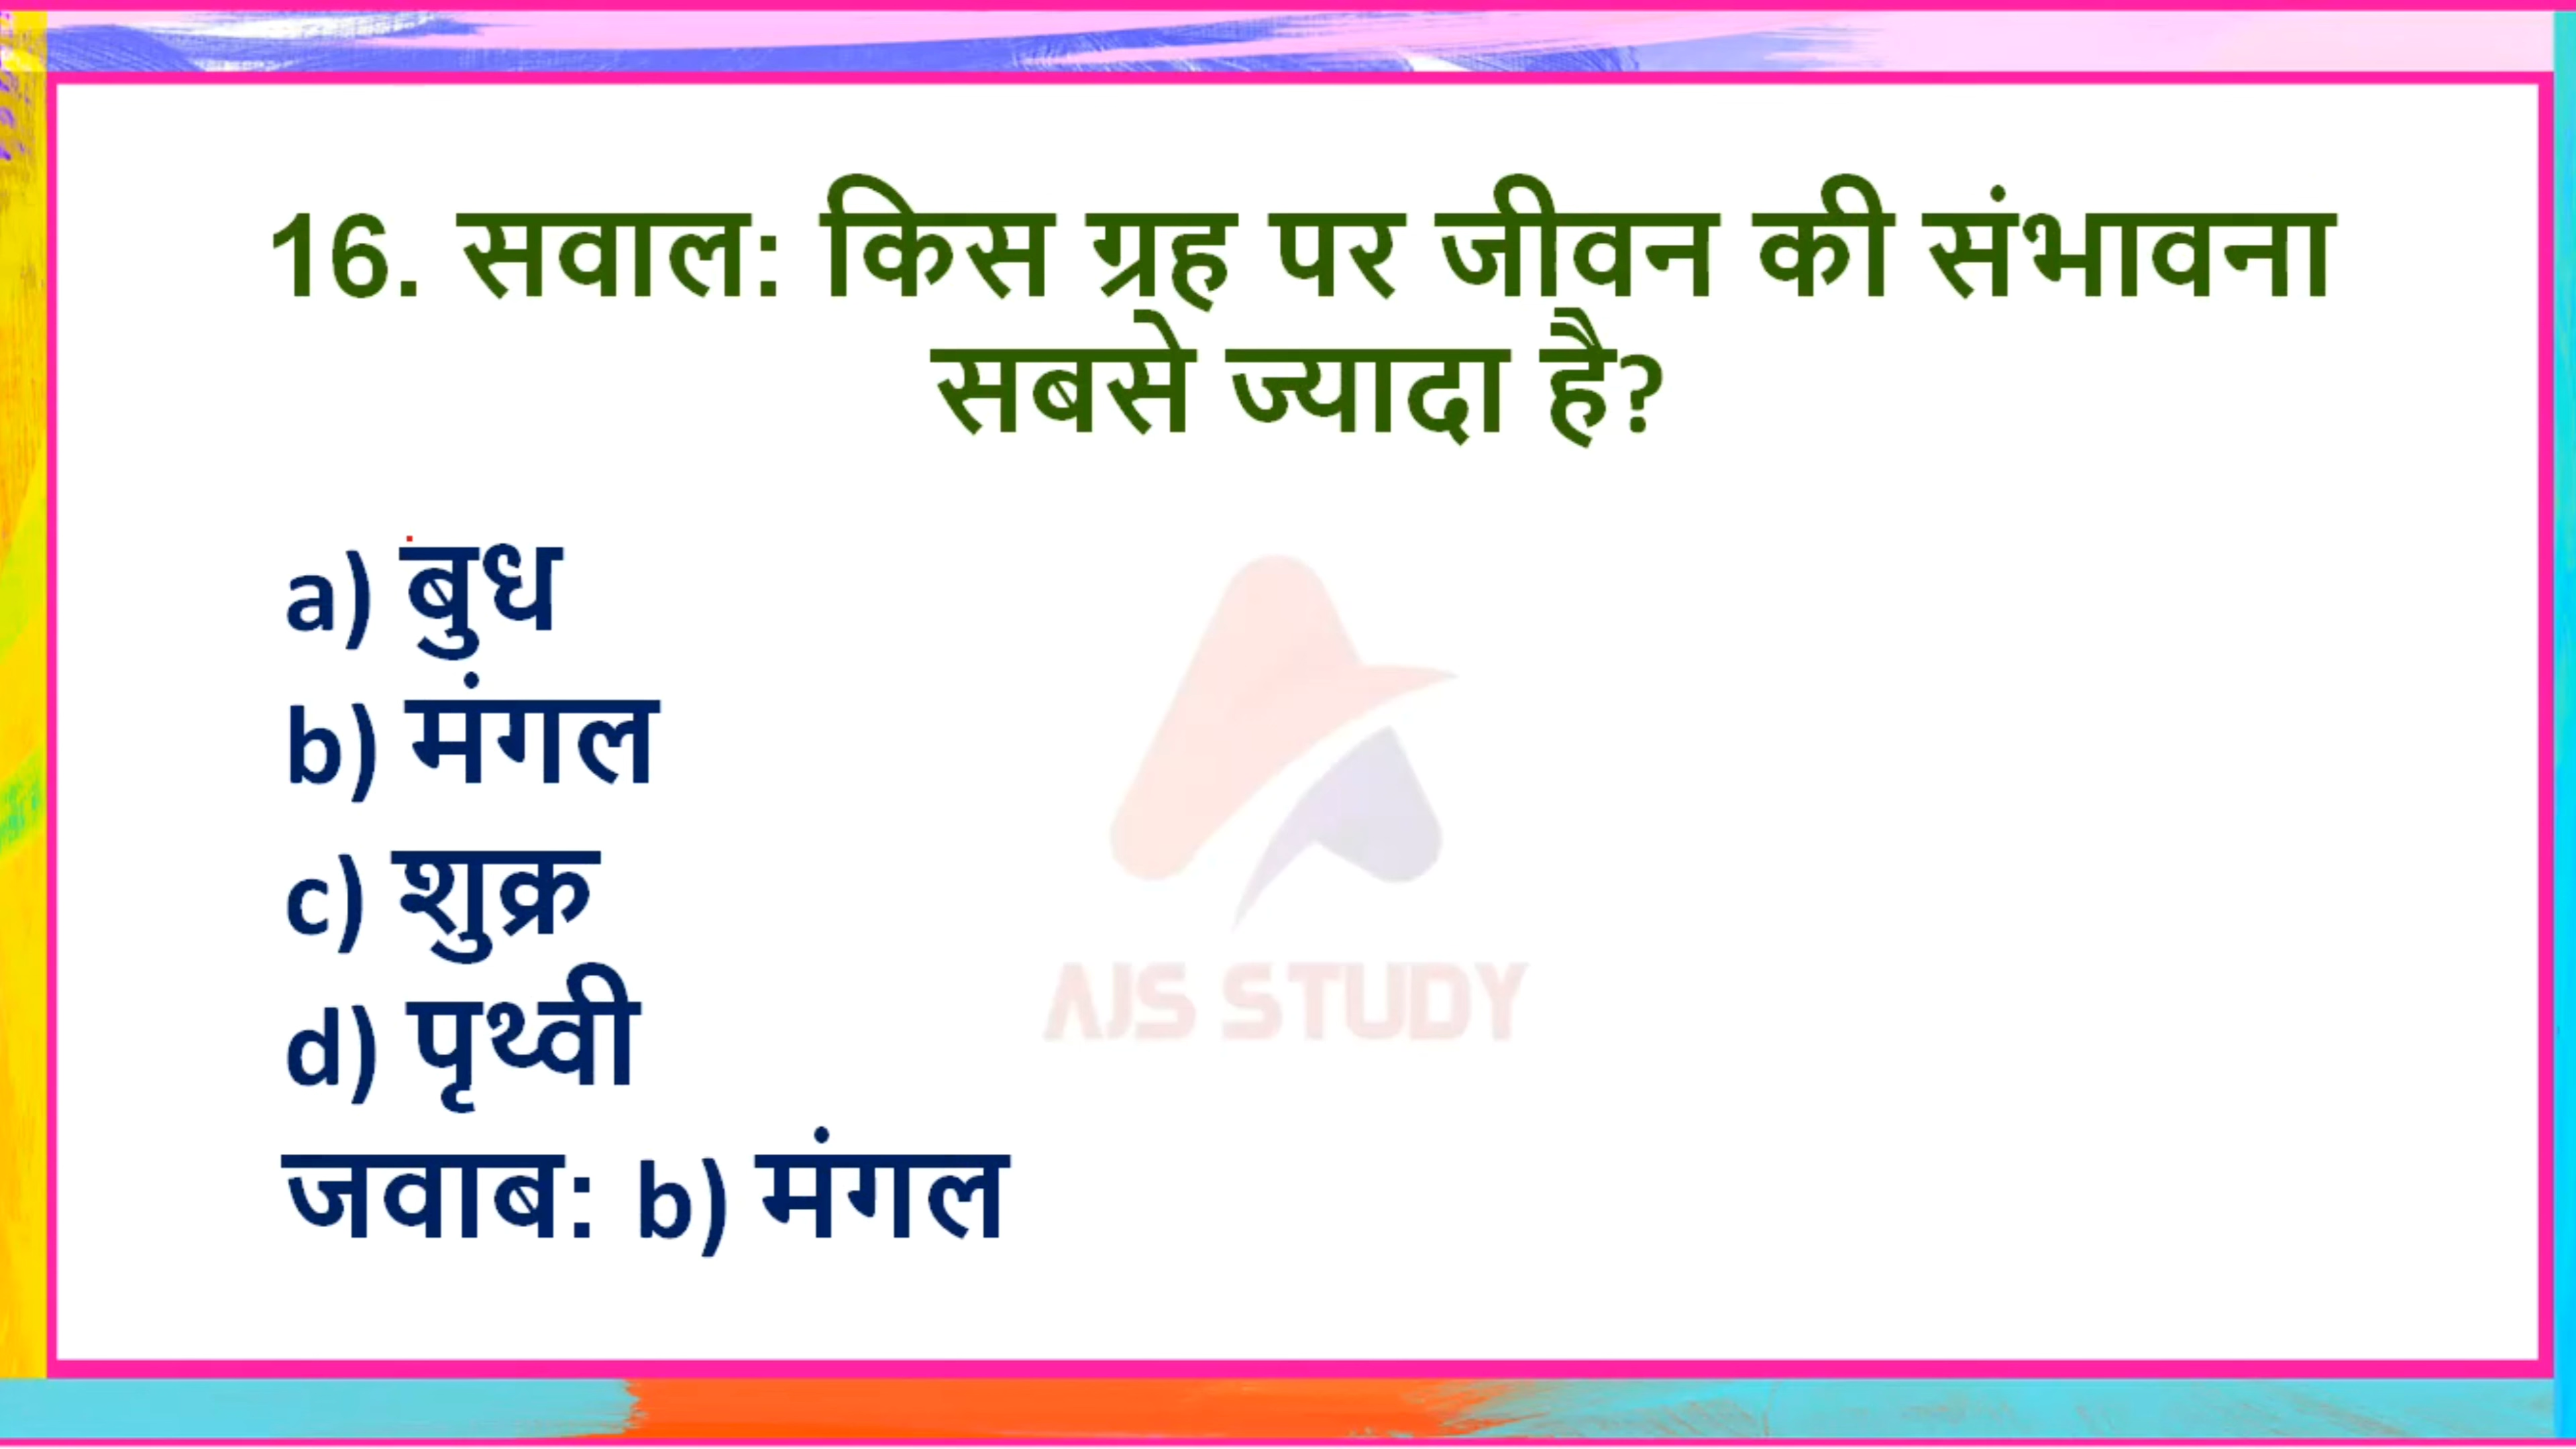 16. सवाल: किस ग्रह पर जीवन की संभावना
सबसे ज्यादा है?
a) बुध
b) मंगल
c) शुक्र
d) पृथ्वी
जवाब: b) मंगल
AJS STUDY